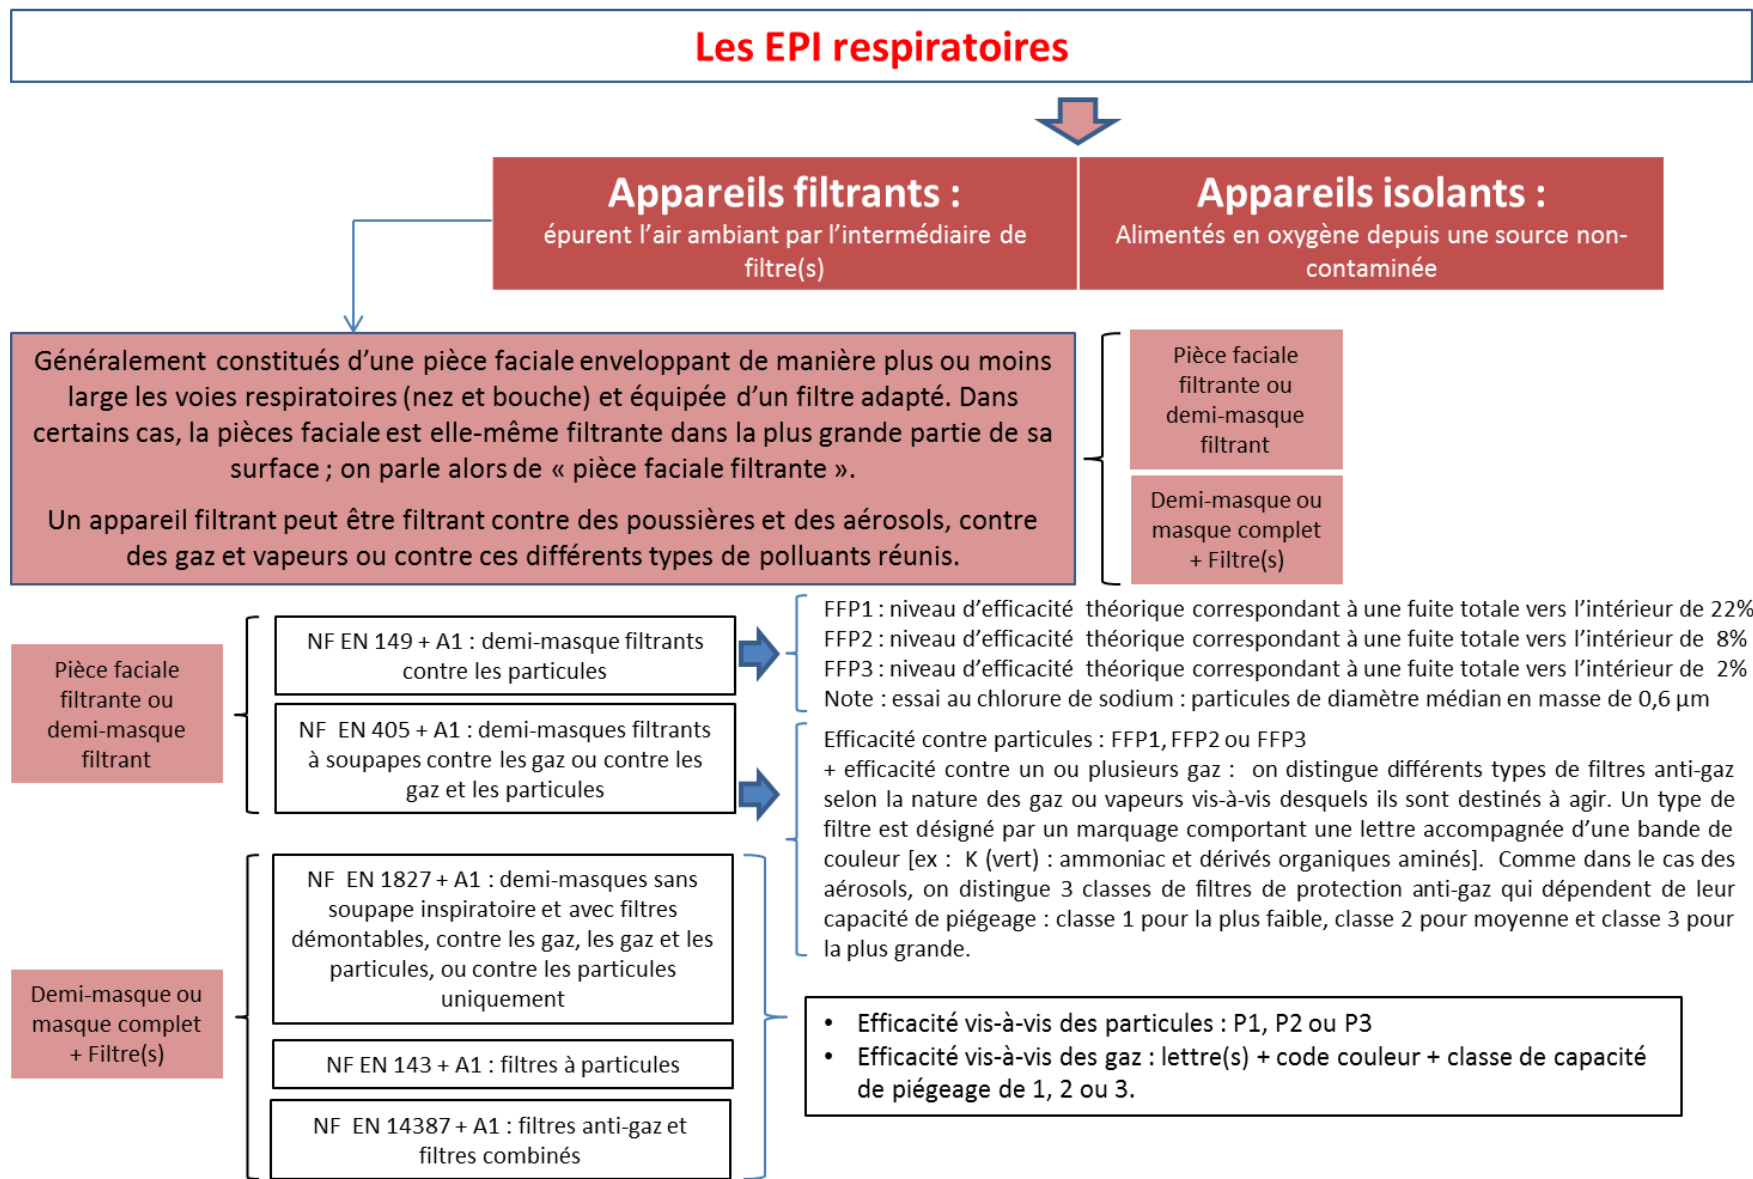 Les EPI respiratoires
Appareils filtrants :
épurent l’air ambiant par l’intermédiaire de
filtre(s)
Appareils isolants :
Alimentés en oxygène depuis une source non-
contaminée
Généralement constitués d’une pièce faciale enveloppant de manière plus ou moins
large les voies respiratoires (nez et bouche) et équipée d’un filtre adapté. Dans
certains cas, la pièces faciale est elle-même filtrante dans la plus grande partie de sa
surface ; on parle alors de « pièce faciale filtrante ».
Un appareil filtrant peut être filtrant contre des poussières et des aérosols, contre
des gaz et vapeurs ou contre ces différents types de polluants réunis.
Pièce faciale
filtrante ou
demi-masque
filtrant
Demi-masque ou
masque complet
+ Filtre(s)
Pièce faciale
filtrante ou
demi-masque
filtrant
NF EN 149 + A1 : demi-masque filtrants
contre les particules
FFP1 : niveau d’efficacité théorique correspondant à une fuite totale vers l’intérieur de 22%
FFP2 : niveau d’efficacité théorique correspondant à une fuite totale vers l’intérieur de 8%
FFP3 : niveau d’efficacité théorique correspondant à une fuite totale vers l’intérieur de 2%
Note : essai au chlorure de sodium : particules de diamètre médian en masse de 0,6 µm
NF EN 405 + A1 : demi-masques filtrants
à soupapes contre les gaz ou contre les
gaz et les particules
Efficacité contre particules : FFP1, FFP2 ou FFP3
+ efficacité contre un ou plusieurs gaz : on distingue différents types de filtres anti-gaz
selon la nature des gaz ou vapeurs vis-à-vis desquels ils sont destinés à agir. Un type de
filtre est désigné par un marquage comportant une lettre accompagnée d’une bande de
couleur [ex : K (vert) : ammoniac et dérivés organiques aminés]. Comme dans le cas des
aérosols, on distingue 3 classes de filtres de protection anti-gaz qui dépendent de leur
capacité de piégeage : classe 1 pour la plus faible, classe 2 pour moyenne et classe 3 pour
la plus grande.
Demi-masque ou
masque complet
+ Filtre(s)
NF EN 1827 + A1 : demi-masques sans
soupape inspiratoire et avec filtres
démontables, contre les gaz, les gaz et les
particules, ou contre les particules
uniquement
NF EN 143 + A1 : filtres à particules
NF EN 14387 + A1 : filtres anti-gaz et
filtres combinés
• Efficacité vis-à-vis des particules : P1, P2 ou P3
• Efficacité vis-à-vis des gaz : lettre(s) + code couleur + classe de capacité
de piégeage de 1, 2 ou 3.